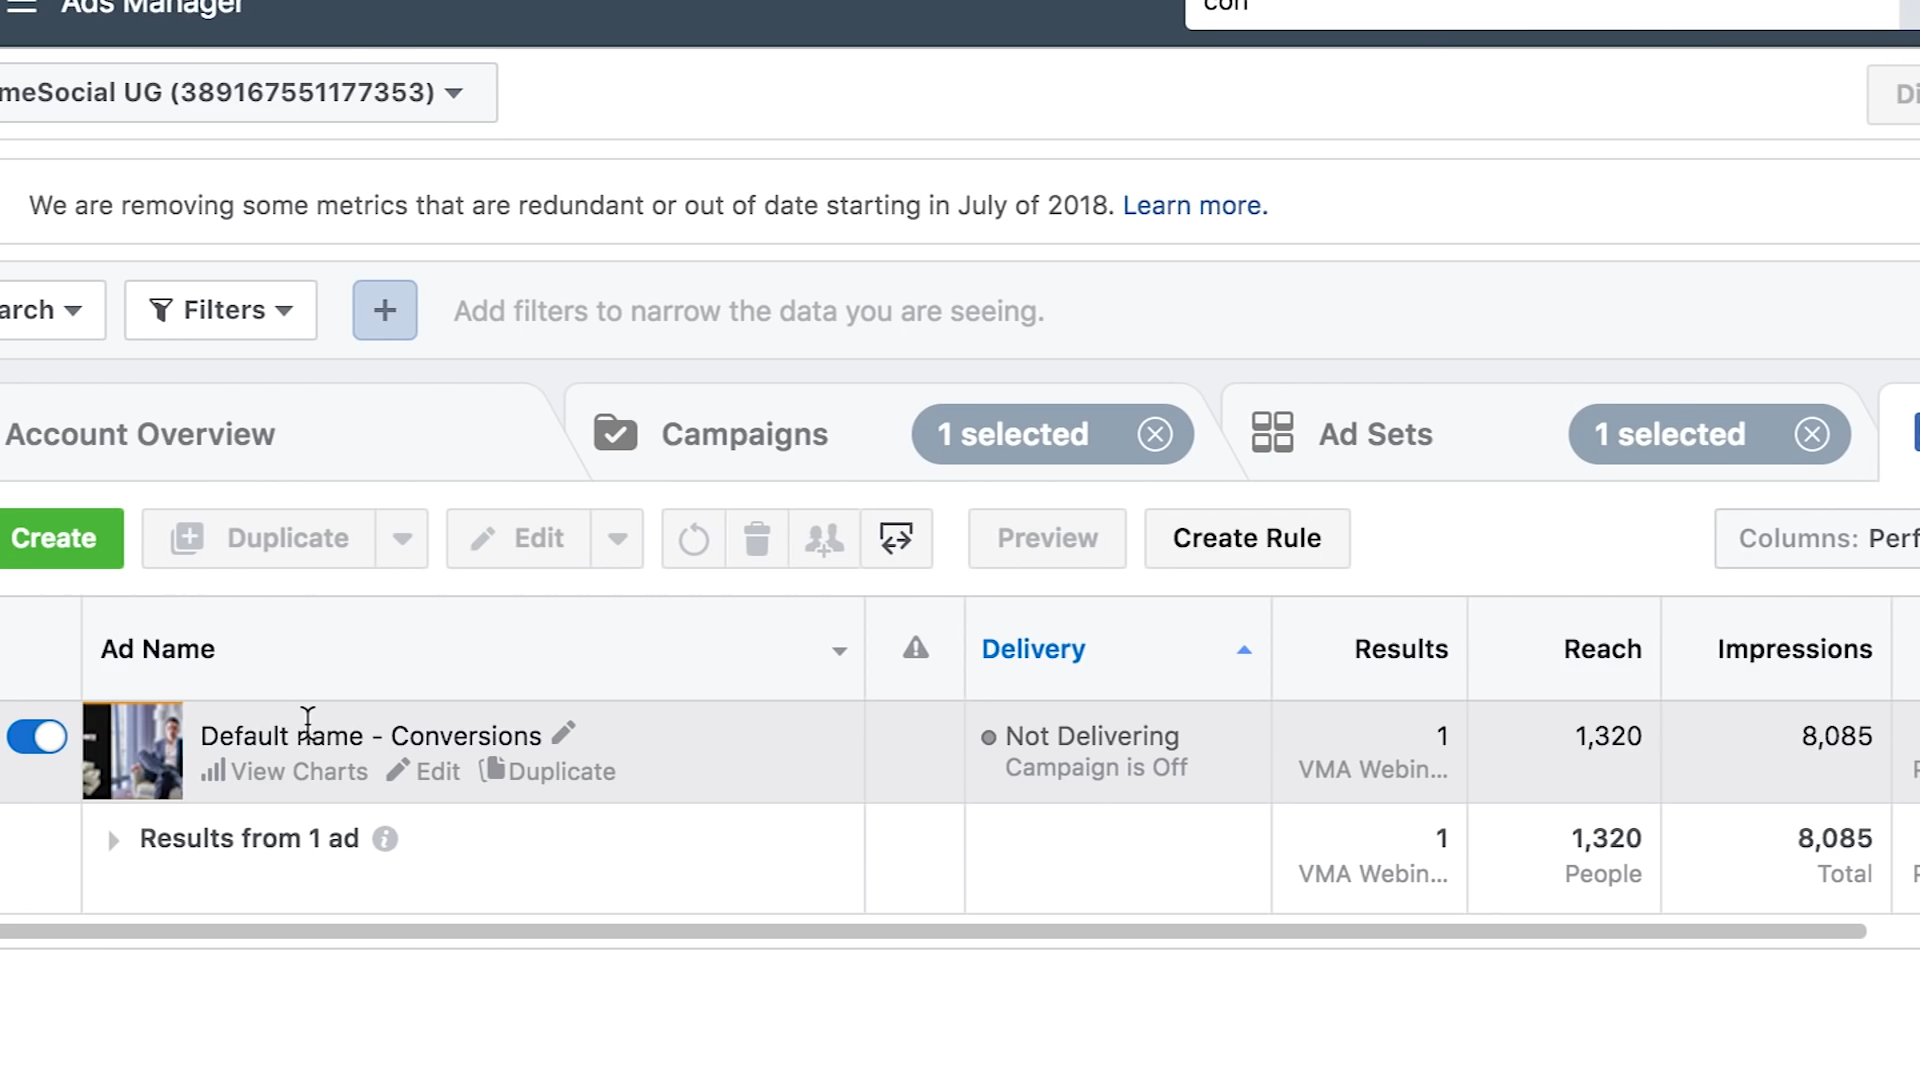 Ads Manager
con
meSocial UG (389167551177353)
Di
We are removing some metrics that are redundant or out of date starting in July of 2018. Learn more.
arch
Filters
+
Add filters to narrow the data you are seeing.
Account Overview
Campaigns
1 selected
Ad Sets
1 selected
Create
Duplicate
Edit
Preview
Create Rule
Columns: Perf
Ad Name
Delivery
Results
Reach
Impressions
Default name - Conversions
Not Delivering
1
1,320
8,085
View Charts
Edit
Duplicate
Campaign is Off
VMA Webin...
Results from 1 ad
1
1,320
8,085
VMA Webin...
People
Total